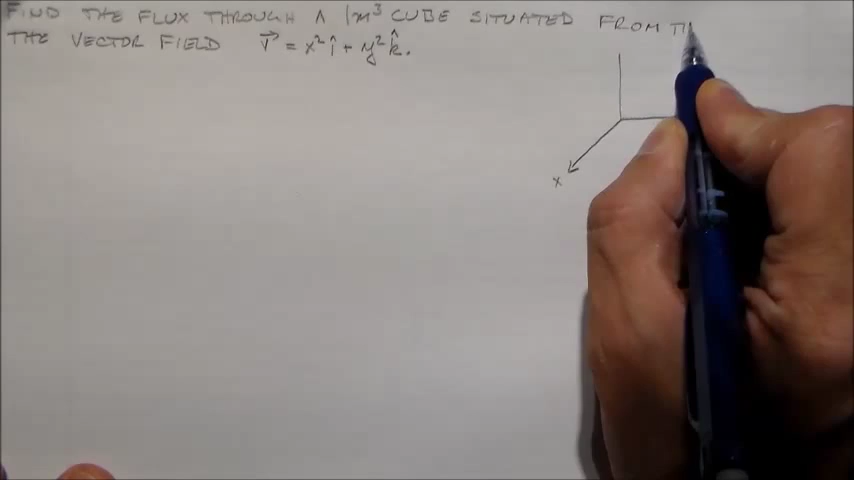 FIND THE FLUX THROUGH A 1m³ CUBE SITUATED FROM TH
THE VECTOR FIELD V⃗ = x² î + y² k̂.
x